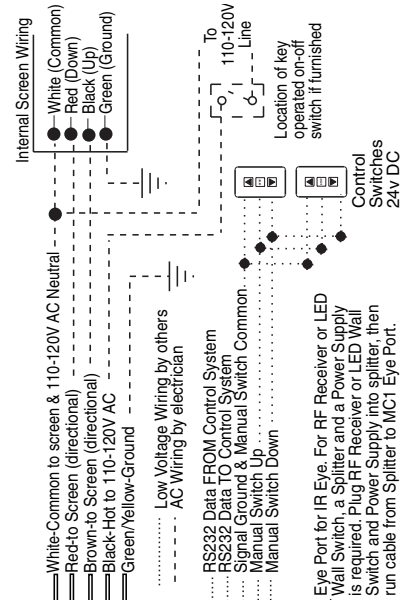 Internal Screen Wiring
White (Common)
Red (Down)
Black (Up)
Green (Ground)
White-Common to screen & 110-120V AC Neutral
Red-to Screen (directional)
Brown-to Screen (directional)
Black-Hot to 110-120V AC
Green/Yellow-Ground
To
110-120V
Line
Location of key
operated on-off
switch if furnished
Low Voltage Wiring by others
AC Wiring by electrician
RS232 Data FROM Control System
RS232 Data TO Control System
Signal Ground & Manual Switch Common
Manual Switch Up
Manual Switch Down
Control
Switches
24v DC
Eye Port for IR Eye. For RF Receiver or LED
Wall Switch, a Splitter and a Power Supply
is required. Plug RF Receiver or LED Wall
Switch and Power Supply into splitter, then
run cable from Splitter to MC1 Eye Port.